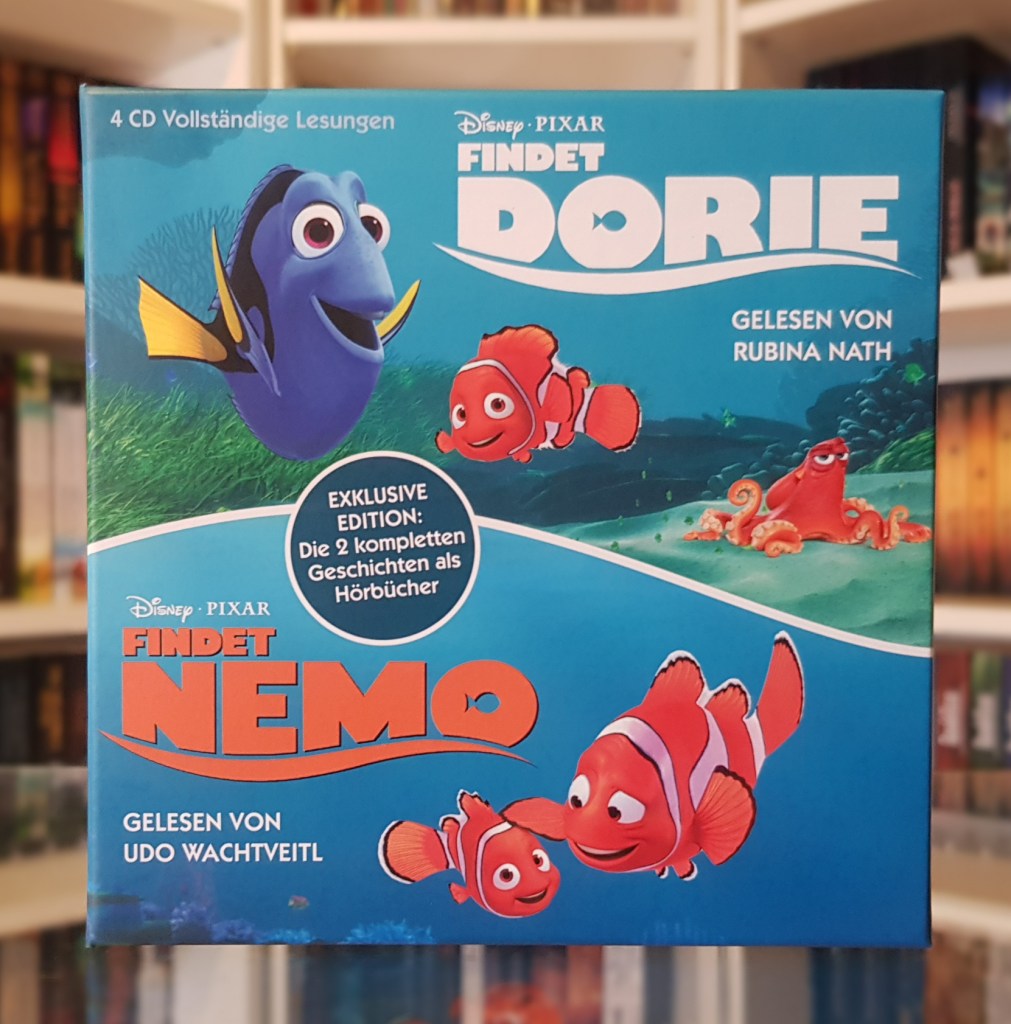 4 CD Vollständige Lesungen
Disney · PIXAR
FINDET
DORIE
GELESEN VON
RUBINA NATH
EXKLUSIVE
EDITION:
Die 2 kompletten
Geschichten als
Hörbücher
Disney · PIXAR
FINDET
NEMO
GELESEN VON
UDO WACHTVEITL